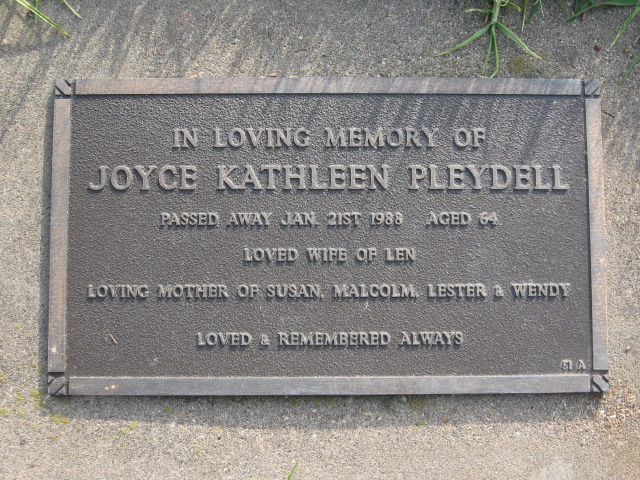 IN LOVING MEMORY OF
JOYCE KATHLEEN PLEYDELL
PASSED AWAY JAN. 21ST 1988 AGED 64
LOVED WIFE OF LEN
LOVING MOTHER OF SUSAN, MALCOLM, LESTER & WENDY
LOVED & REMEMBERED ALWAYS
61 A